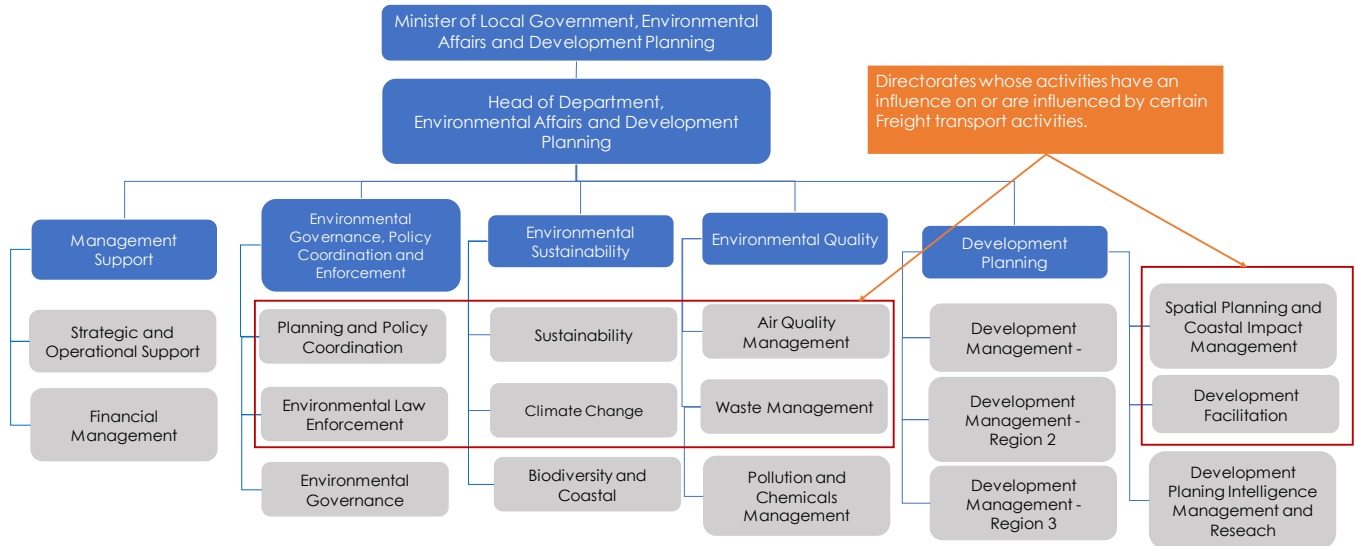 Minister of Local Government, Environmental
Affairs and Development Planning
Head of Department,
Environmental Affairs and Development
Planning
Directorates whose activities have an
influence on or are influenced by certain
Freight transport activities.
Management
Support
Strategic and
Operational Support
Financial
Management
Environmental
Governance, Policy
Coordination and
Enforcement
Planning and Policy
Coordination
Environmental Law
Enforcement
Environmental
Governance
Environmental
Sustainability
Sustainability
Climate Change
Biodiversity and
Coastal
Environmental Quality
Air Quality
Management
Waste Management
Pollution and
Chemicals
Management
Development
Planning
Development
Management -
Development
Management -
Region 2
Development
Management -
Region 3
Spatial Planning and
Coastal Impact
Management
Development
Facilitation
Development
Planing Intelligence
Management and
Reseach